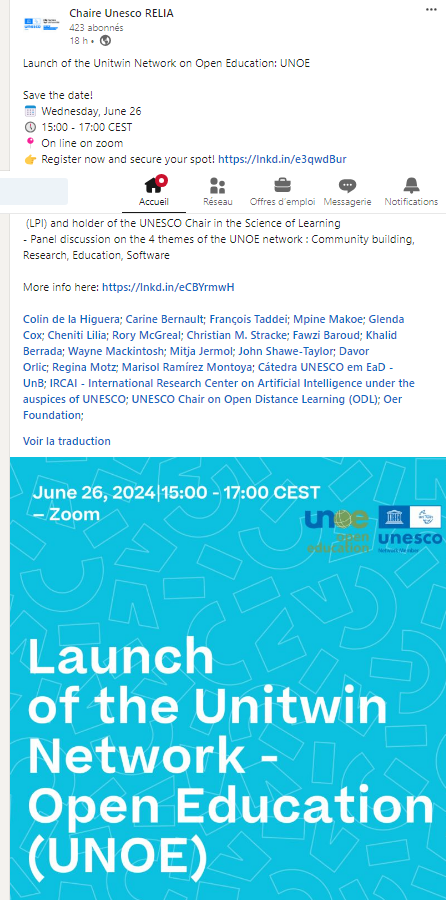 Chaire Unesco RELIA
423 abonnés
18 h •
Launch of the Unitwin Network on Open Education: UNOE
Save the date!
Wednesday, June 26
15:00 - 17:00 CEST
On line on zoom
Register now and secure your spot! https://lnkd.in/e3qwdBur
Accueil
Réseau
Offres d'emploi
Messagerie
Notifications
(LPI) and holder of the UNESCO Chair in the Science of Learning
- Panel discussion on the 4 themes of the UNOE network : Community building,
Research, Education, Software
More info here: https://lnkd.in/eCBYrmwH
Colin de la Higuera; Carine Bernault; François Taddei; Mpine Makoe; Glenda
Cox; Cheniti Lilia; Rory McGreal; Christian M. Stracke; Fawzi Baroud; Khalid
Berrada; Wayne Mackintosh; Mitja Jermol; John Shawe-Taylor; Davor
Orlic; Regina Motz; Marisol Ramírez Montoya; Cátedra UNESCO em EaD -
UnB; IRCAI - International Research Center on Artificial Intelligence under the
auspices of UNESCO; UNESCO Chair on Open Distance Learning (ODL); Oer
Foundation;
Voir la traduction
June 26, 2024|15:00 - 17:00 CEST
– Zoom
unoe
open
education
unesco
Network Member
Launch
of the Unitwin
Network -
Open Education
(UNOE)